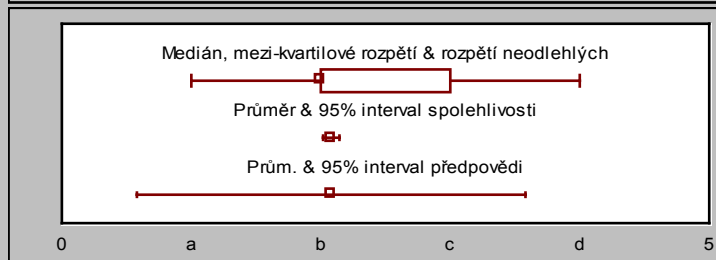 Medián, mezi-kvartilové rozpětí & rozpětí neodlehlých
Průměr & 95% interval spolehlivosti
Prům. & 95% interval předpovědi
0 a b c d 5